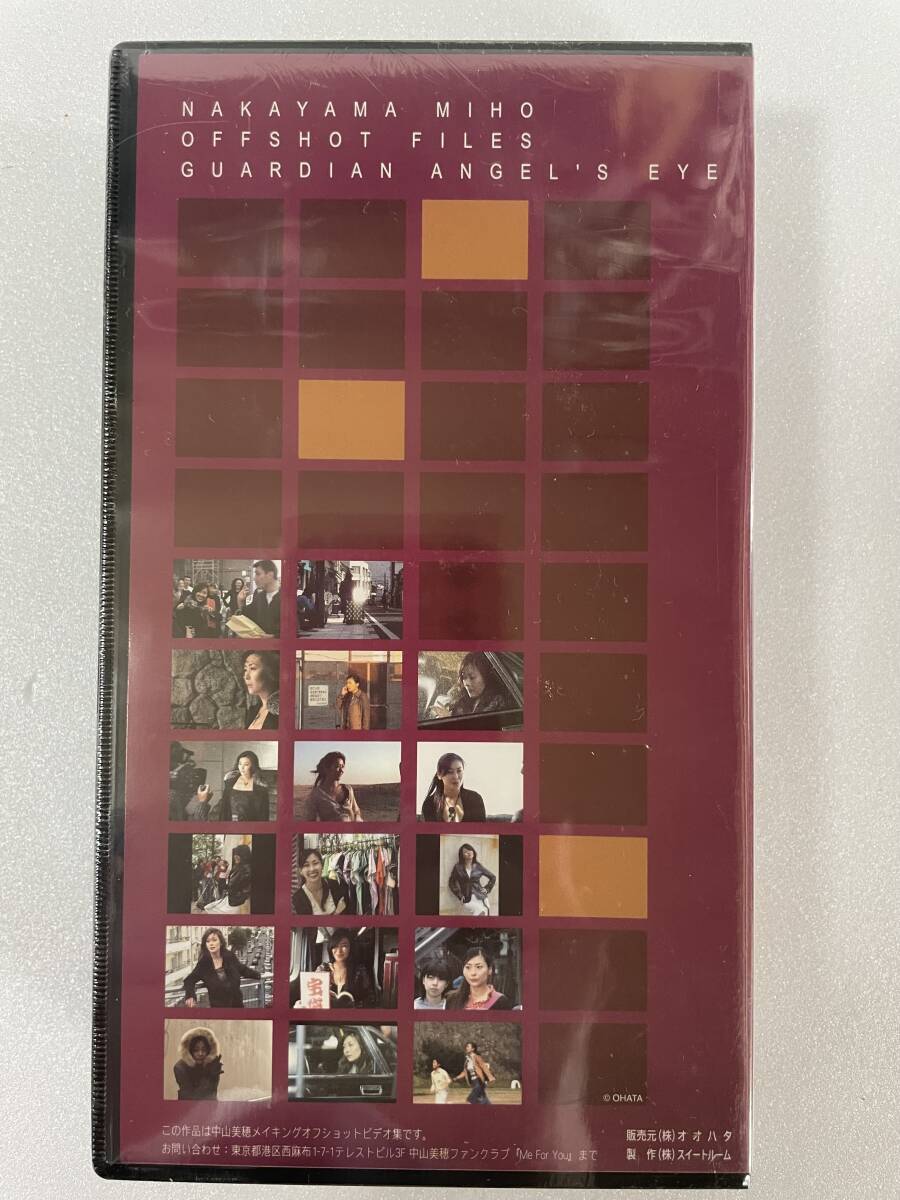 NAKAYAMA MIHO
OFFSHOT FILES
GUARDIAN ANGEL'S EYE
© OHATA
この作品は中山美穂メイキングオフショットビデオ集です。
お問い合わせ：東京都港区西麻布1-7-1テレストビル3F 中山美穂ファンクラブ「Me For You」まで
販売元(株)オオハタ
製 作(株)スイートルーム